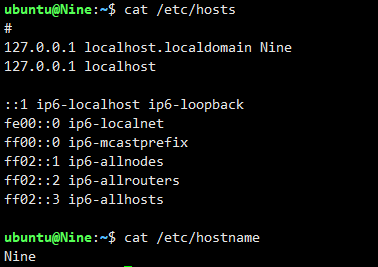 ubuntu@Nine:~$ cat /etc/hosts
#
127.0.0.1 localhost.localdomain Nine
127.0.0.1 localhost

::1 ip6-localhost ip6-loopback
fe00::0 ip6-localnet
ff00::0 ip6-mcastprefix
ff02::1 ip6-allnodes
ff02::2 ip6-allrouters
ff02::3 ip6-allhosts

ubuntu@Nine:~$ cat /etc/hostname
Nine